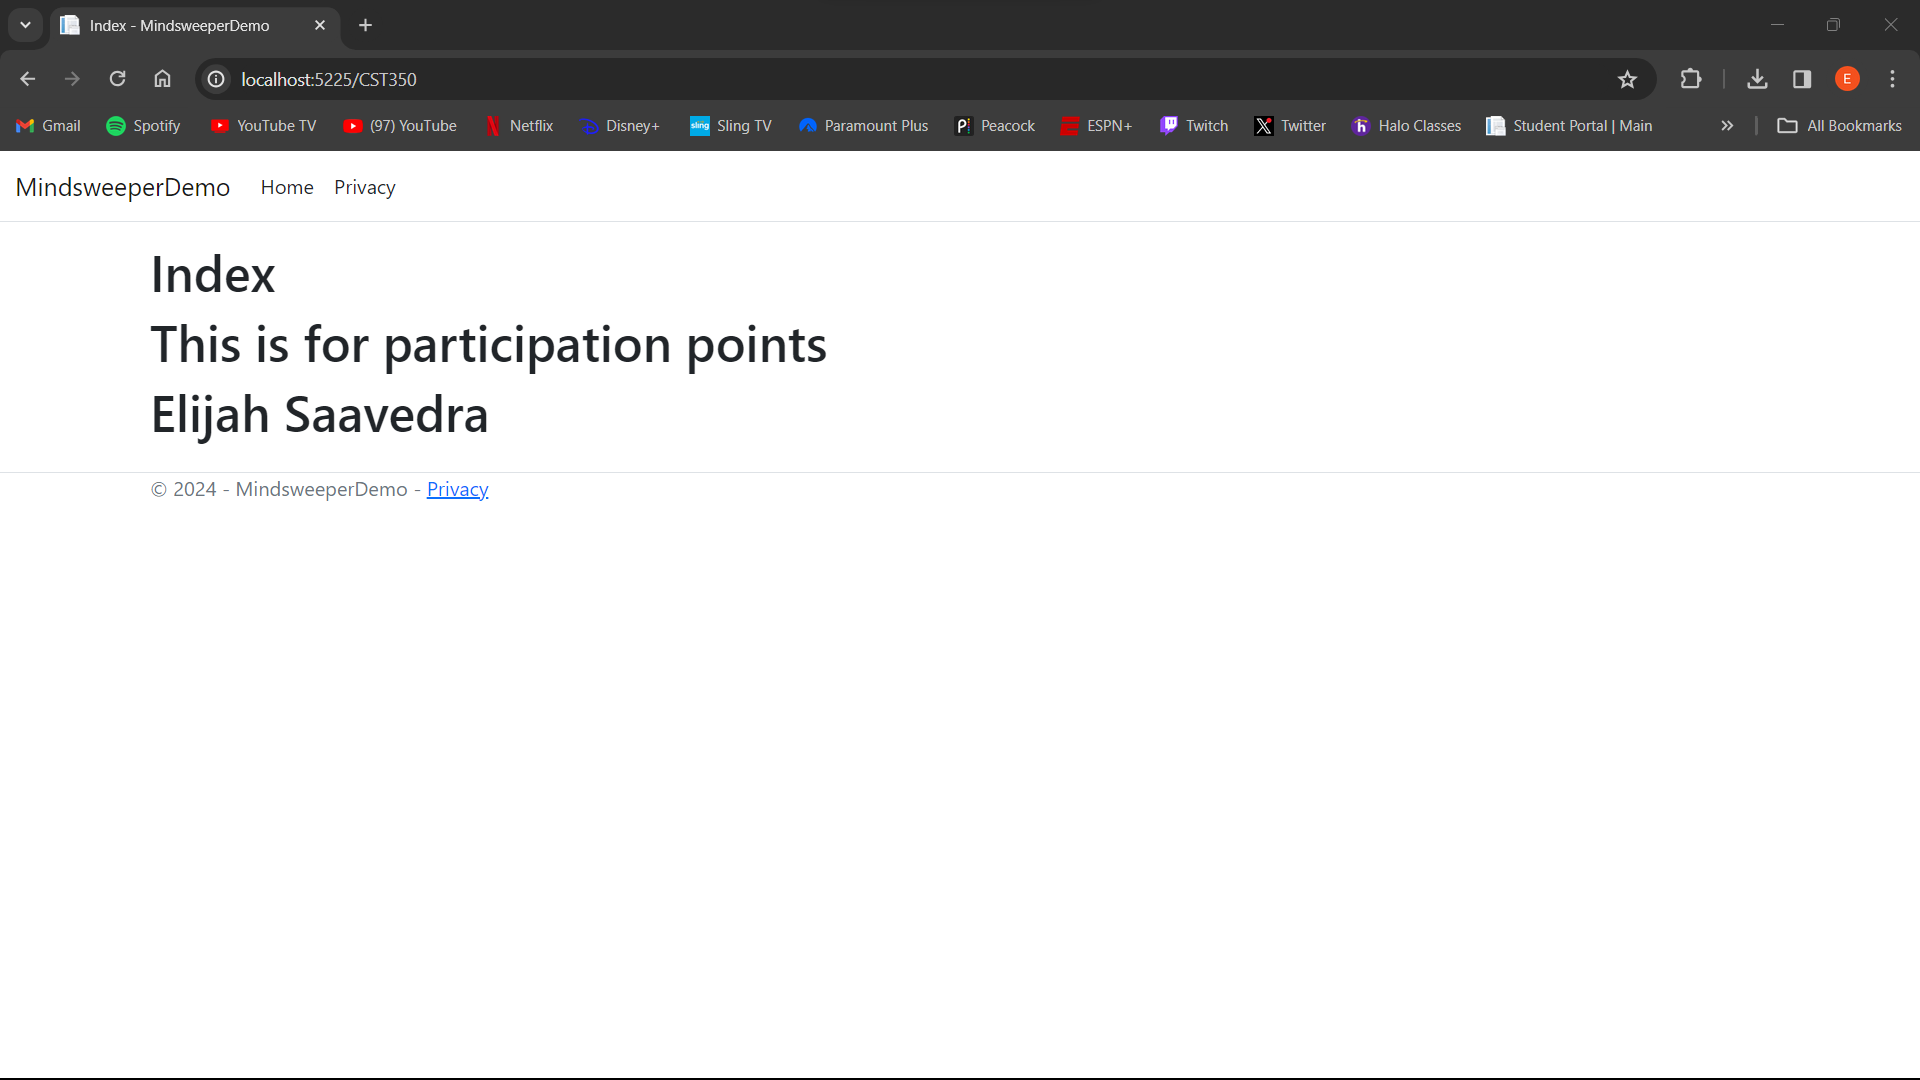 Index - MindsweeperDemo
localhost:5225/CST350
E
Gmail Spotify YouTube TV (97) YouTube Netflix Disney+ sling Sling TV Paramount Plus Peacock ESPN+ Twitch Twitter h Halo Classes Student Portal | Main » All Bookmarks
MindsweeperDemo Home Privacy
Index
This is for participation points
Elijah Saavedra
© 2024 - MindsweeperDemo - Privacy